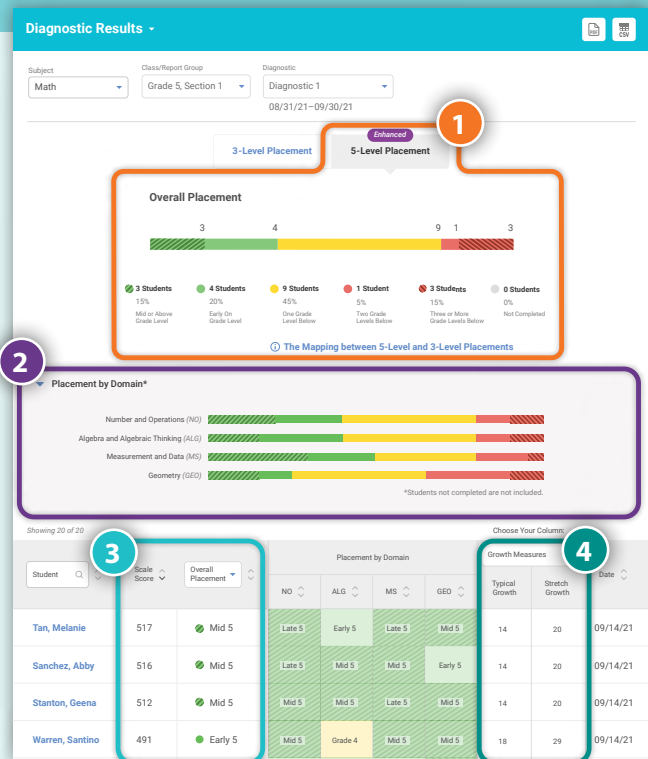 Diagnostic Results
PDF
CSV
Subject
Class/Report Group
Diagnostic
Math
Grade 5, Section 1
Diagnostic 1
08/31/21–09/30/21
1
Enhanced
3-Level Placement
5-Level Placement
Overall Placement
3 4 9 1 3
3 Students 4 Students 9 Students 1 Student 3 Students 0 Students
15% 20% 45% 5% 15% 0%
Mid or Above Early On One Grade Two Grade Three or More Not Completed
Grade Level Grade Level Level Below Levels Below Grade Levels Below
The Mapping between 5-Level and 3-Level Placements
2
Placement by Domain*
Number and Operations (NO)
Algebra and Algebraic Thinking (ALG)
Measurement and Data (MS)
Geometry (GEO)
*Students not completed are not included.
Showing 20 of 20
Choose Your Column:
3
4
Student
Scale
Score
Overall
Placement
Placement by Domain
NO ALG MS GEO
Growth Measures
Typical
Growth
Stretch
Growth
Date
Tan, Melanie 517 Mid 5 Late 5 Early 5 Late 5 Mid 5 14 20 09/14/21
Sanchez, Abby 516 Mid 5 Late 5 Mid 5 Mid 5 Early 5 14 20 09/14/21
Stanton, Geena 512 Mid 5 Mid 5 Mid 5 Late 5 Mid 5 14 20 09/14/21
Warren, Santino 491 Early 5 Mid 5 Grade 4 Mid 5 Mid 5 18 29 09/14/21